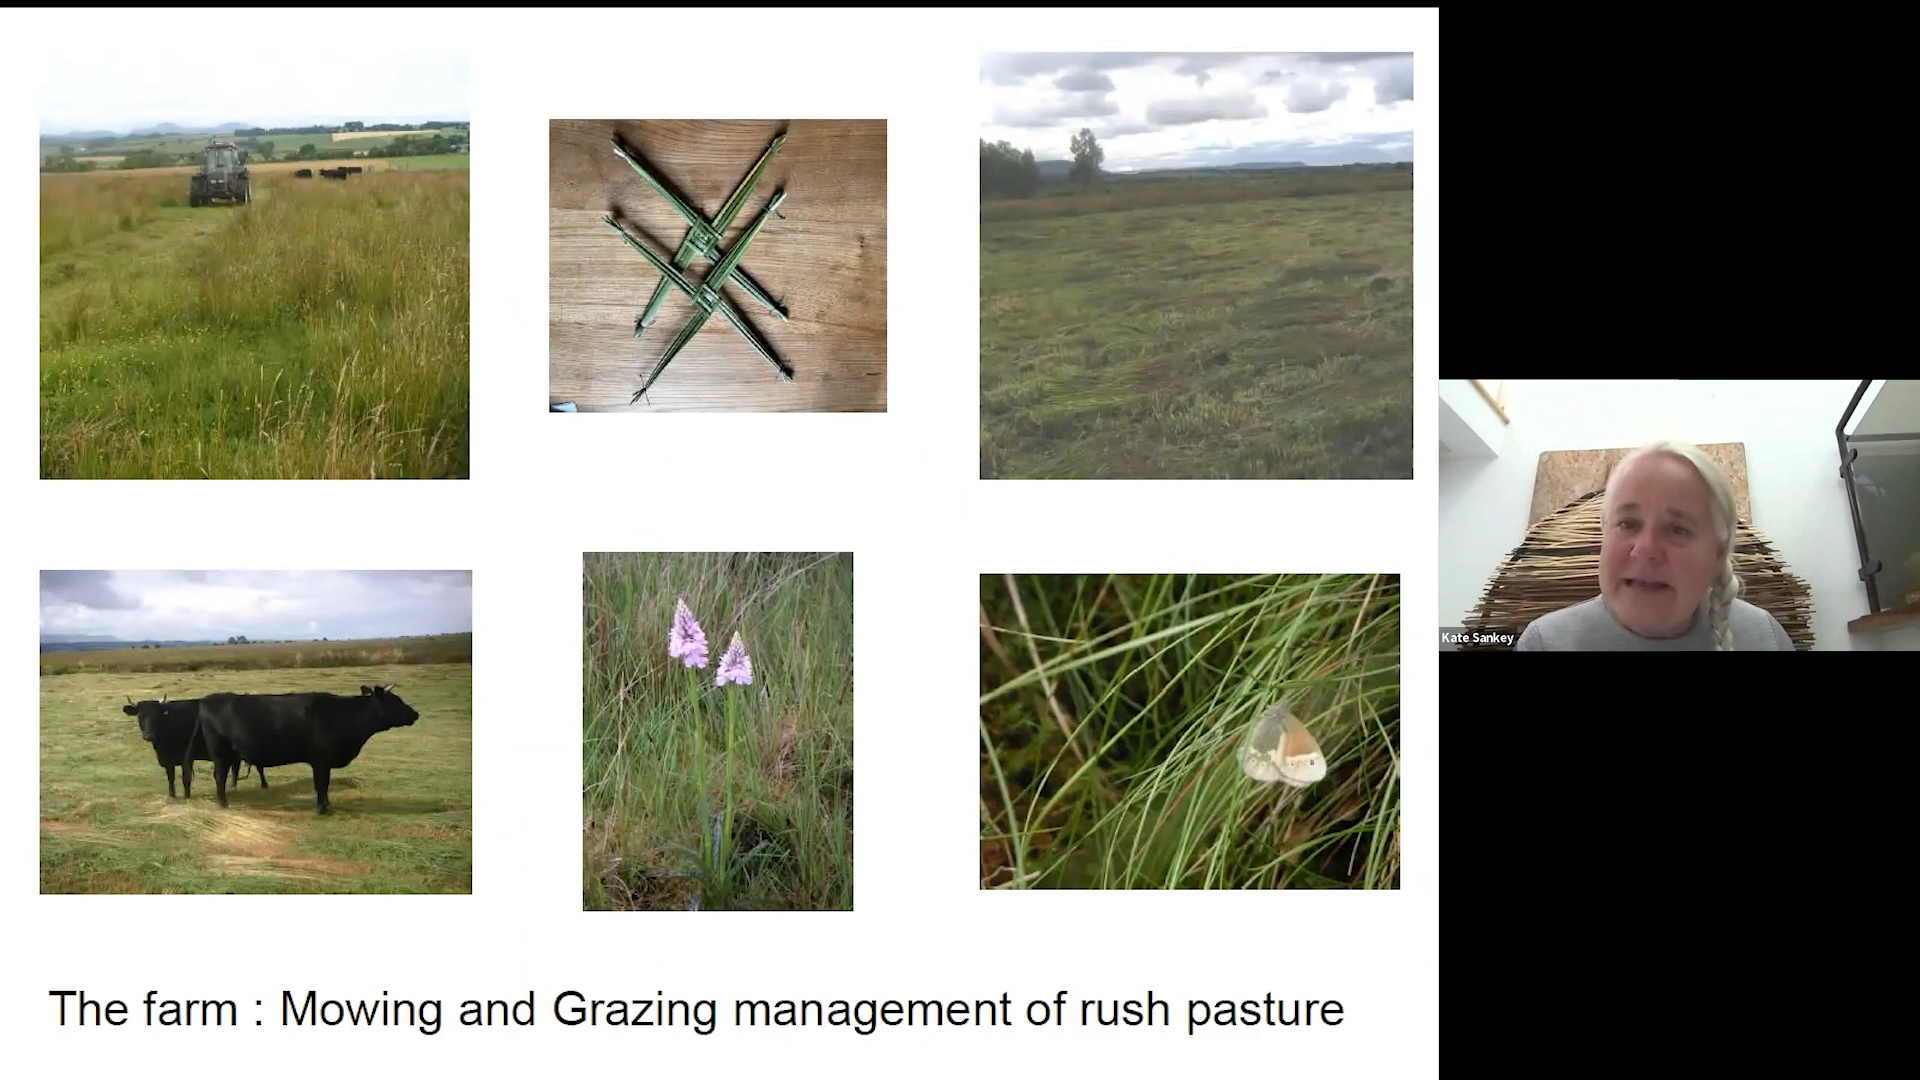 Kate Sankey
The farm : Mowing and Grazing management of rush pasture